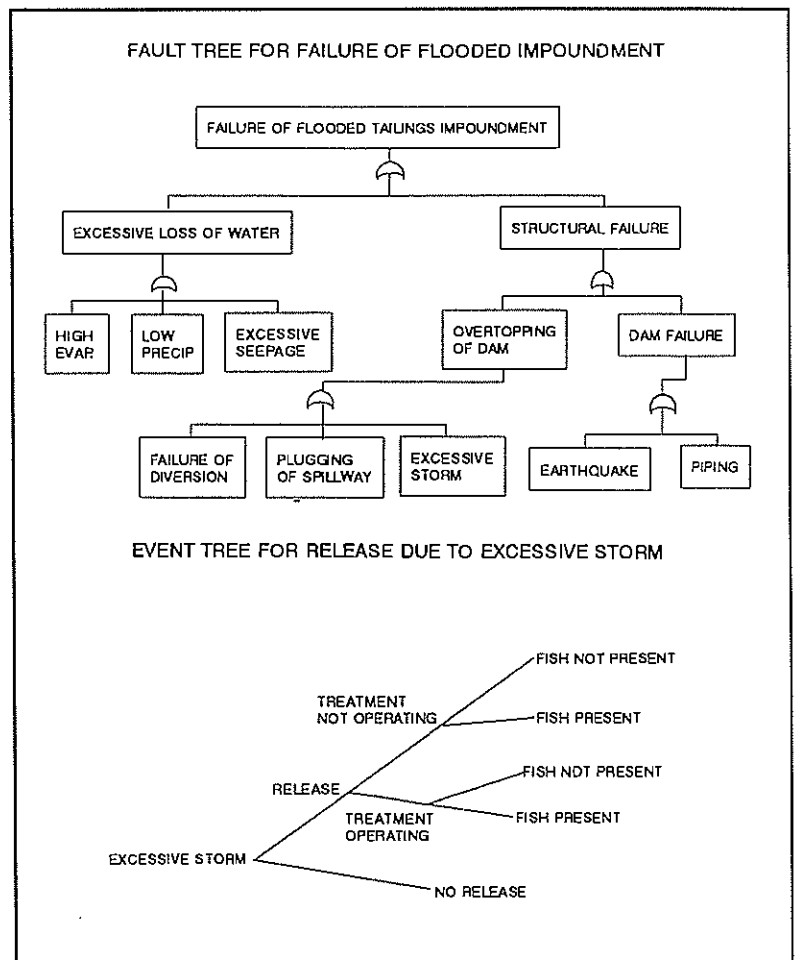 FAULT TREE FOR FAILURE OF FLOODED IMPOUNDMENT
FAILURE OF FLOODED TAILINGS IMPOUNDMENT
EXCESSIVE LOSS OF WATER
STRUCTURAL FAILURE
HIGH
EVAP.
LOW
PRECIP
EXCESSIVE
SEEPAGE
OVERTOPPING
OF DAM
DAM FAILURE
FAILURE OF
DIVERSION
PLUGGING
OF SPILLWAY
EXCESSIVE
STORM
EARTHQUAKE
PIPING
EVENT TREE FOR RELEASE DUE TO EXCESSIVE STORM
FISH NOT PRESENT
TREATMENT
NOT OPERATING
FISH PRESENT
FISH NOT PRESENT
RELEASE
TREATMENT
OPERATING
FISH PRESENT
EXCESSIVE STORM
NO RELEASE